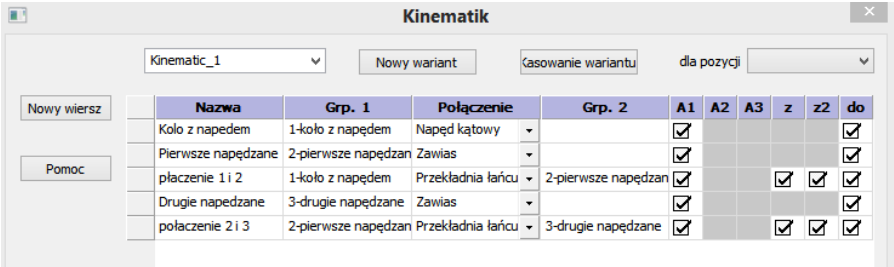 Kinematik
Kinematic_1 Nowy wariant Kasowanie wariantu dla pozycji
Nowy wiersz Nazwa Grp. 1 Połączenie Grp. 2 A1 A2 A3 z z2 do
Kolo z napedem 1-koło z napędem Napęd kątowy
Pierwsze napędzane 2-pierwsze napędzan Zawias
Pomoc
płaczenie 1 i 2 1-koło z napędem Przekładnia łańcu 2-pierwsze napędzan
Drugie napedzane 3-drugie napędzane Zawias
połaczenie 2 i 3 2-pierwsze napędzan Przekładnia łańcu 3-drugie napędzane